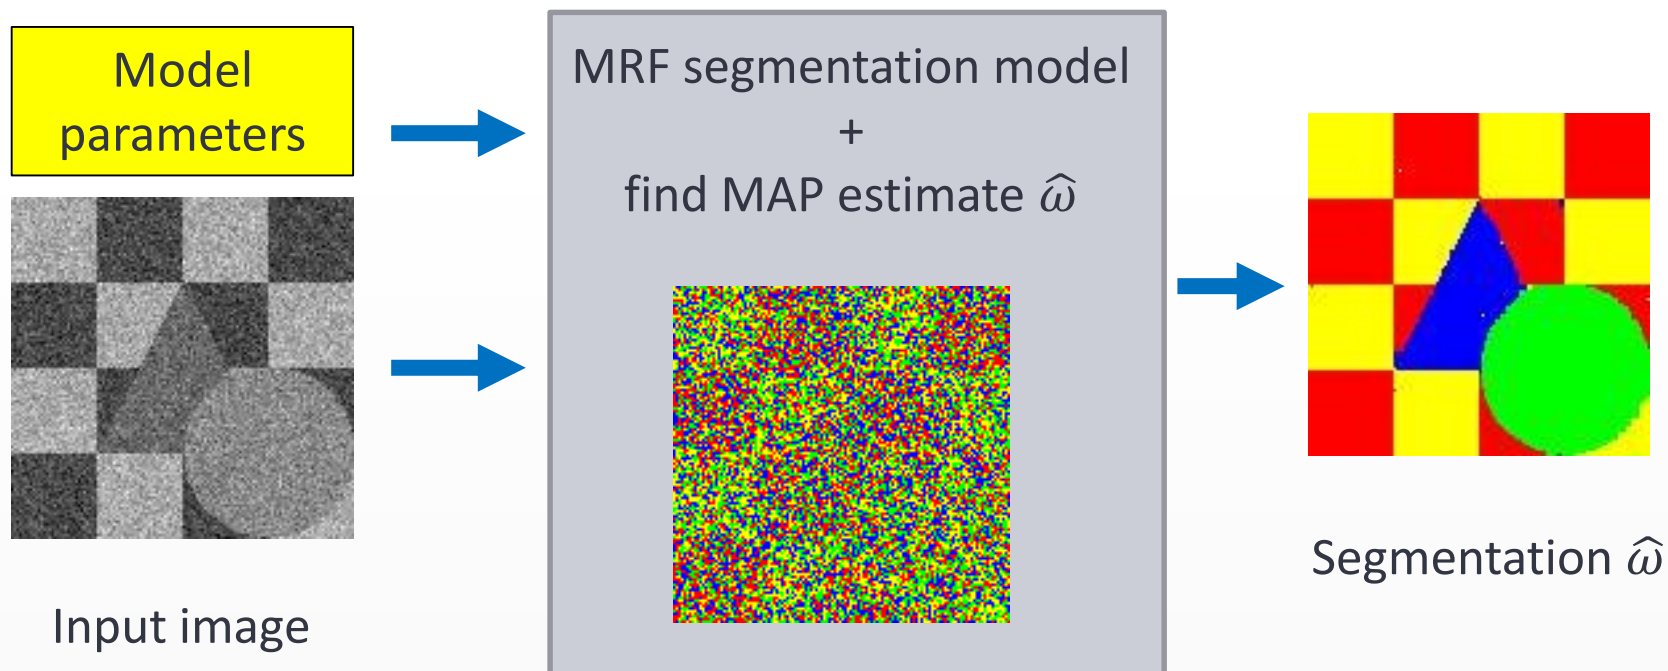 Model
parameters
Input image
MRF segmentation model
+
find MAP estimate ω̂
Segmentation ω̂